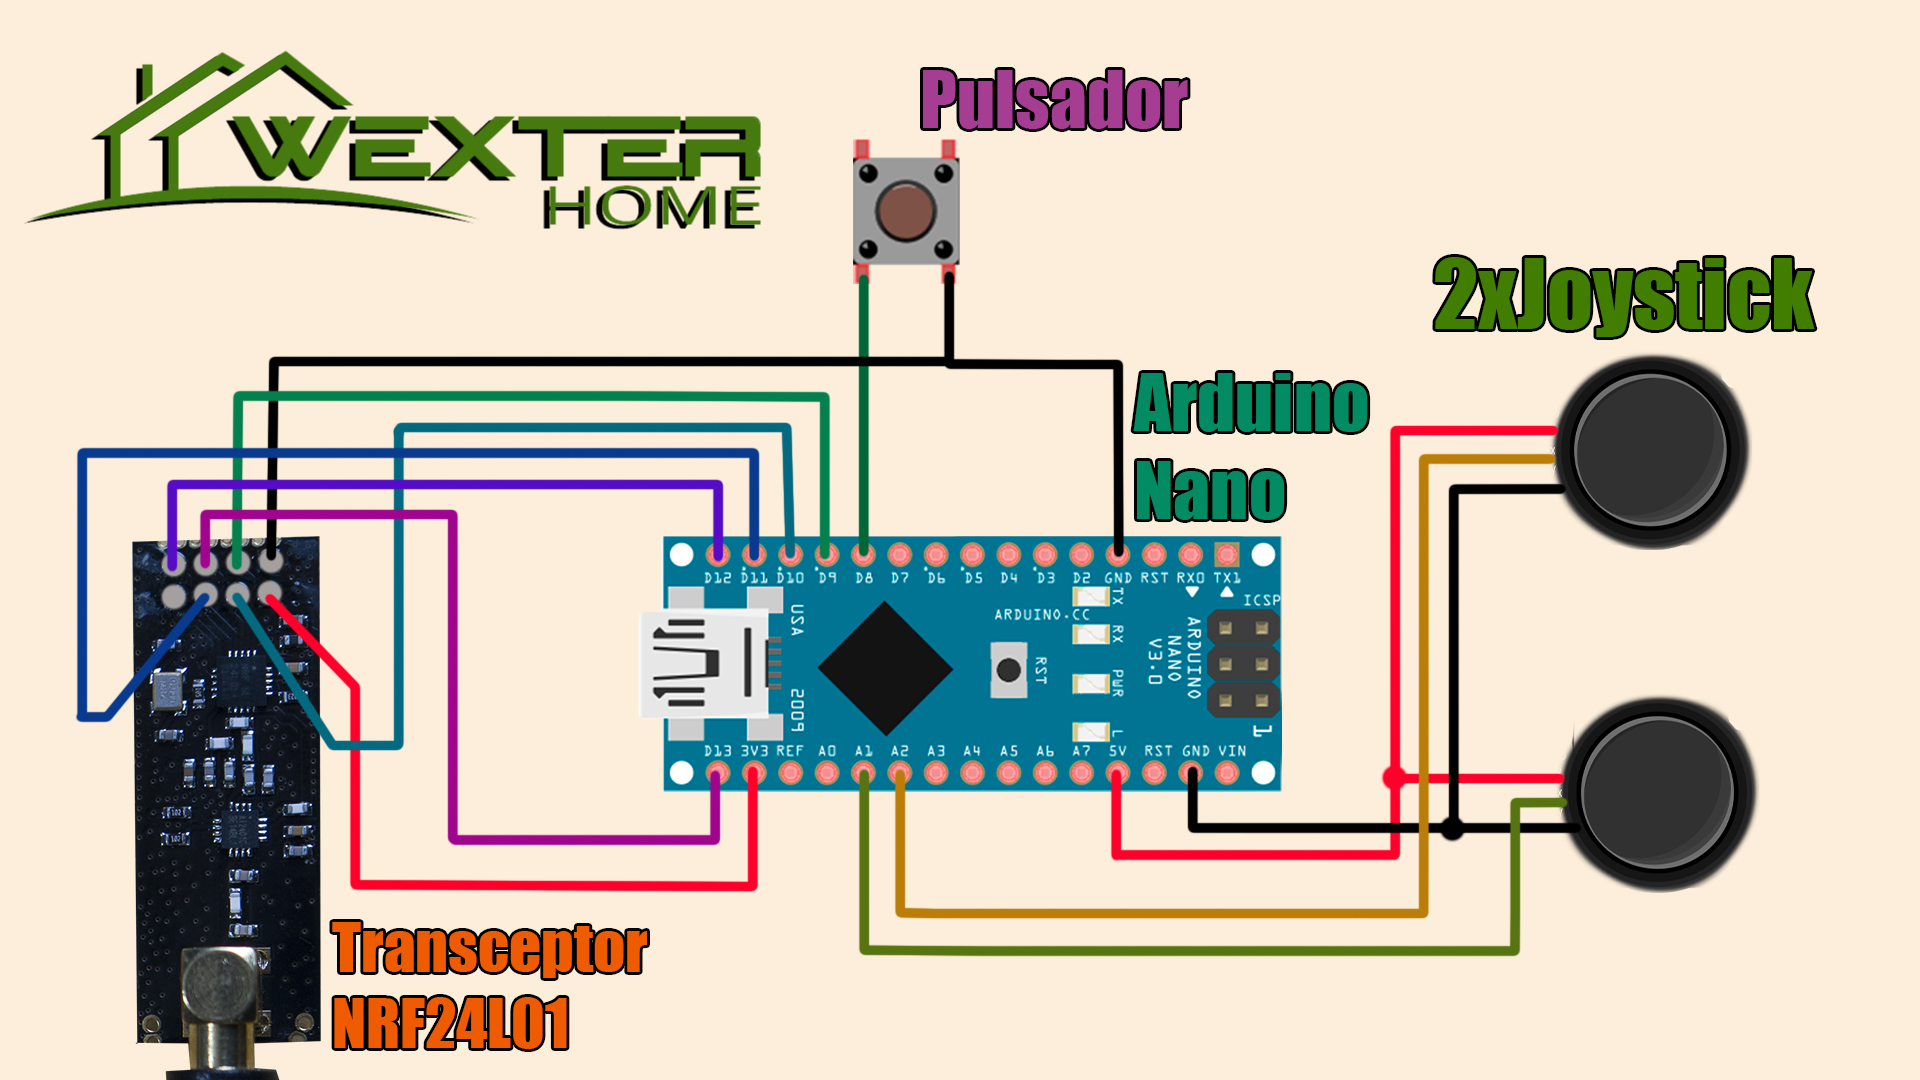 WEXTER
HOME
Pulsador
2xJoystick
Arduino
Nano
D12 D11 D10 D9 D8 D7 D6 D5 D4 D3 D2 GND RST RX0 TX1
USA
5005
ARDUINO.CC
RST
TX
RX
PWR
L
ARDUINO
NANO
V3.0
ICSP
1
D13 3V3 REF A0 A1 A2 A3 A4 A5 A6 A7 5V RST GND VIN
Transceptor
NRF24L01